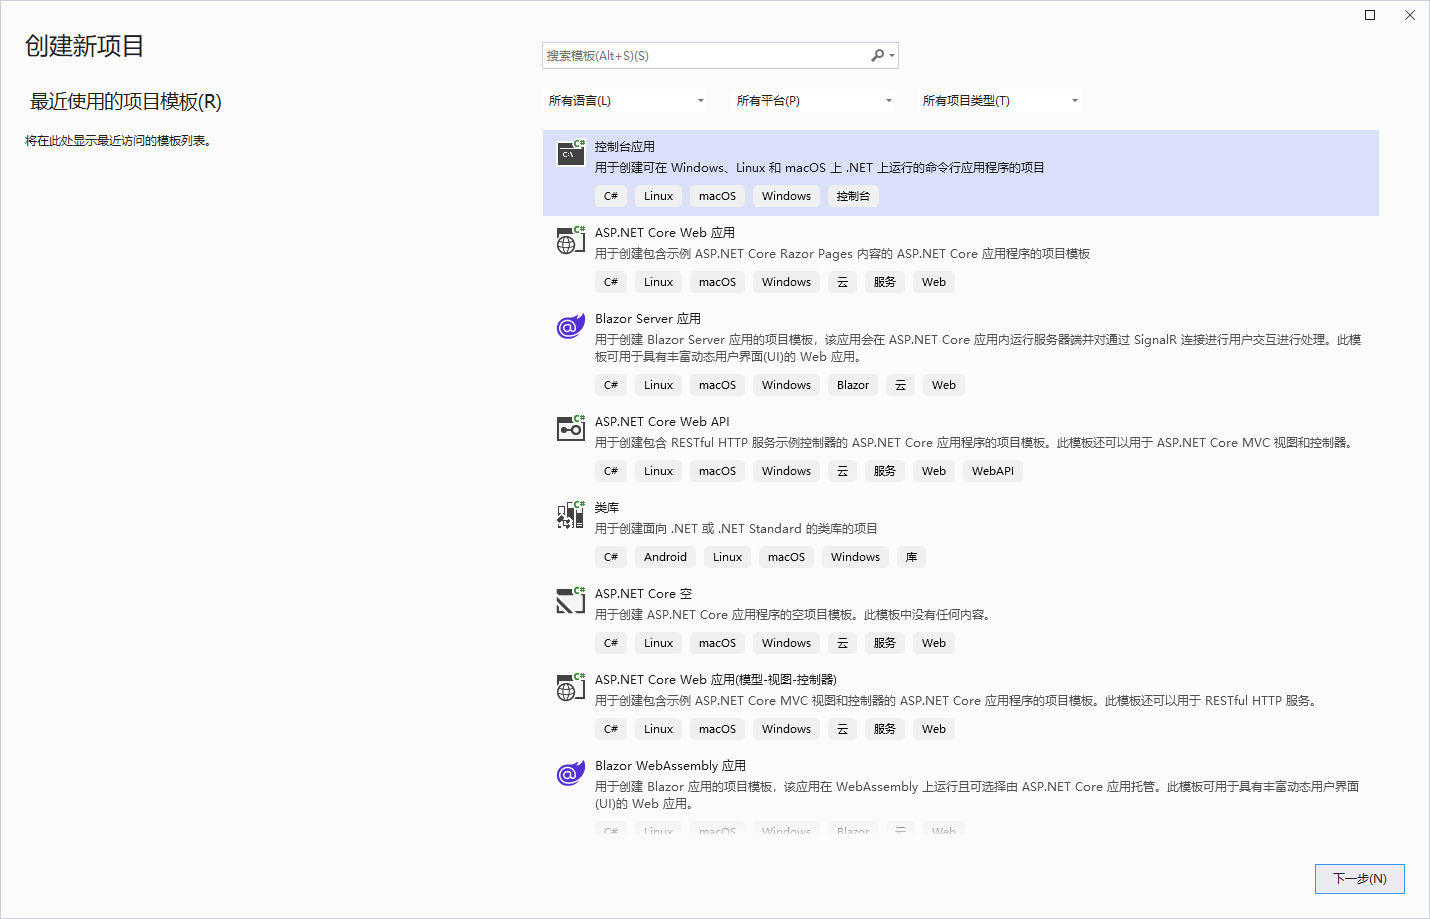 创建新项目
最近使用的项目模板(R)
将在此处显示最近访问的模板列表。
搜索模板(Alt+S)(S)
所有语言(L) 所有平台(P) 所有项目类型(T)
控制台应用
用于创建可在 Windows、Linux 和 macOS 上 .NET 上运行的命令行应用程序的项目
C# Linux macOS Windows 控制台
ASP.NET Core Web 应用
用于创建包含示例 ASP.NET Core Razor Pages 内容的 ASP.NET Core 应用程序的项目模板
C# Linux macOS Windows 云 服务 Web
Blazor Server 应用
用于创建 Blazor Server 应用的项目模板，该应用会在 ASP.NET Core 应用内运行服务器端并对通过 SignalR 连接进行用户交互进行处理。此模
板可用于具有丰富动态用户界面(UI)的 Web 应用。
C# Linux macOS Windows Blazor 云 Web
ASP.NET Core Web API
用于创建包含 RESTful HTTP 服务示例控制器的 ASP.NET Core 应用程序的项目模板。此模板还可以用于 ASP.NET Core MVC 视图和控制器。
C# Linux macOS Windows 云 服务 Web WebAPI
类库
用于创建面向 .NET 或 .NET Standard 的类库的项目
C# Android Linux macOS Windows 库
ASP.NET Core 空
用于创建 ASP.NET Core 应用程序的空项目模板。此模板中没有任何内容。
C# Linux macOS Windows 云 服务 Web
ASP.NET Core Web 应用(模型-视图-控制器)
用于创建包含示例 ASP.NET Core MVC 视图和控制器的 ASP.NET Core 应用程序的项目模板。此模板还可以用于 RESTful HTTP 服务。
C# Linux macOS Windows 云 服务 Web
Blazor WebAssembly 应用
用于创建 Blazor 应用的项目模板，该应用在 WebAssembly 上运行且可选择由 ASP.NET Core 应用托管。此模板可用于具有丰富动态用户界面
(UI)的 Web 应用。
C# Linux macOS Windows Blazor 云 Web
下一步(N)